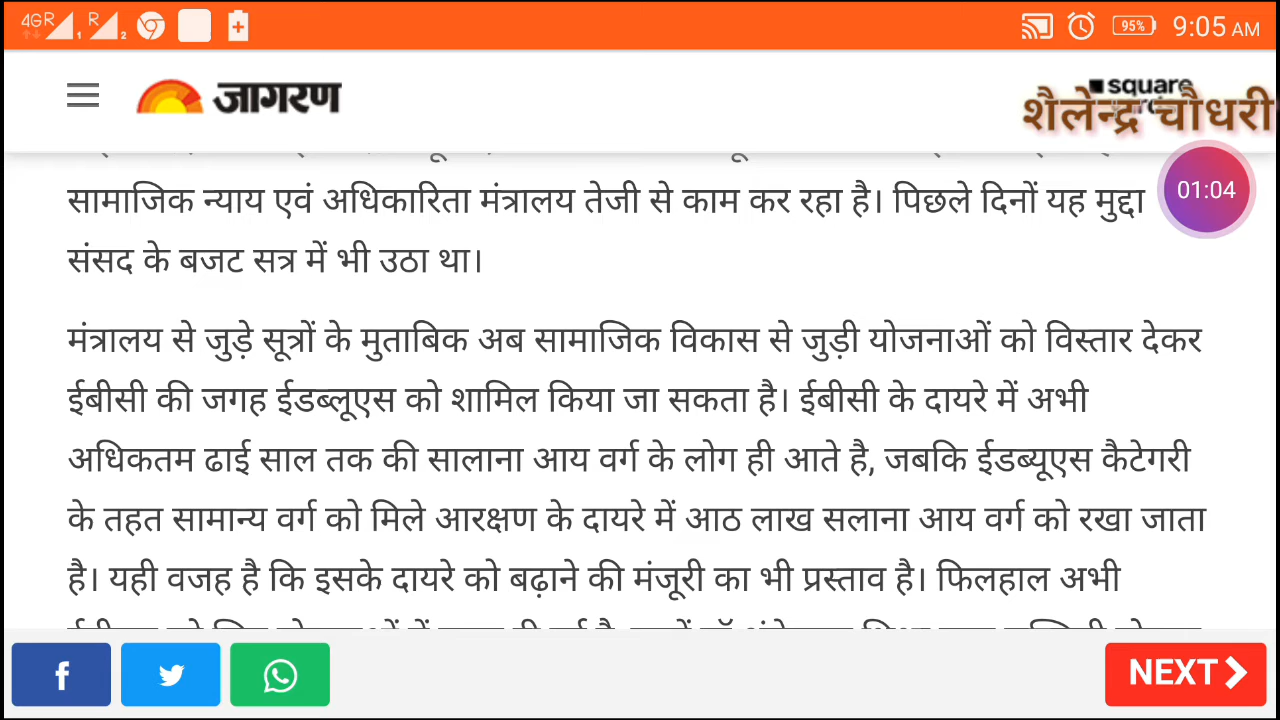 4G R 1 R 2 95% 9:05 AM
जागरण
square
शैलेन्द्र चौधरी
01:04
सामाजिक न्याय एवं अधिकारिता मंत्रालय तेजी से काम कर रहा है। पिछले दिनों यह मुद्दा
संसद के बजट सत्र में भी उठा था।
मंत्रालय से जुड़े सूत्रों के मुताबिक अब सामाजिक विकास से जुड़ी योजनाओं को विस्तार देकर
ईबीसी की जगह ईडब्लूएस को शामिल किया जा सकता है। ईबीसी के दायरे में अभी
अधिकतम ढाई साल तक की सालाना आय वर्ग के लोग ही आते है, जबकि ईडब्यूएस कैटेगरी
के तहत सामान्य वर्ग को मिले आरक्षण के दायरे में आठ लाख सलाना आय वर्ग को रखा जाता
है। यही वजह है कि इसके दायरे को बढ़ाने की मंजूरी का भी प्रस्ताव है। फिलहाल अभी
NEXT